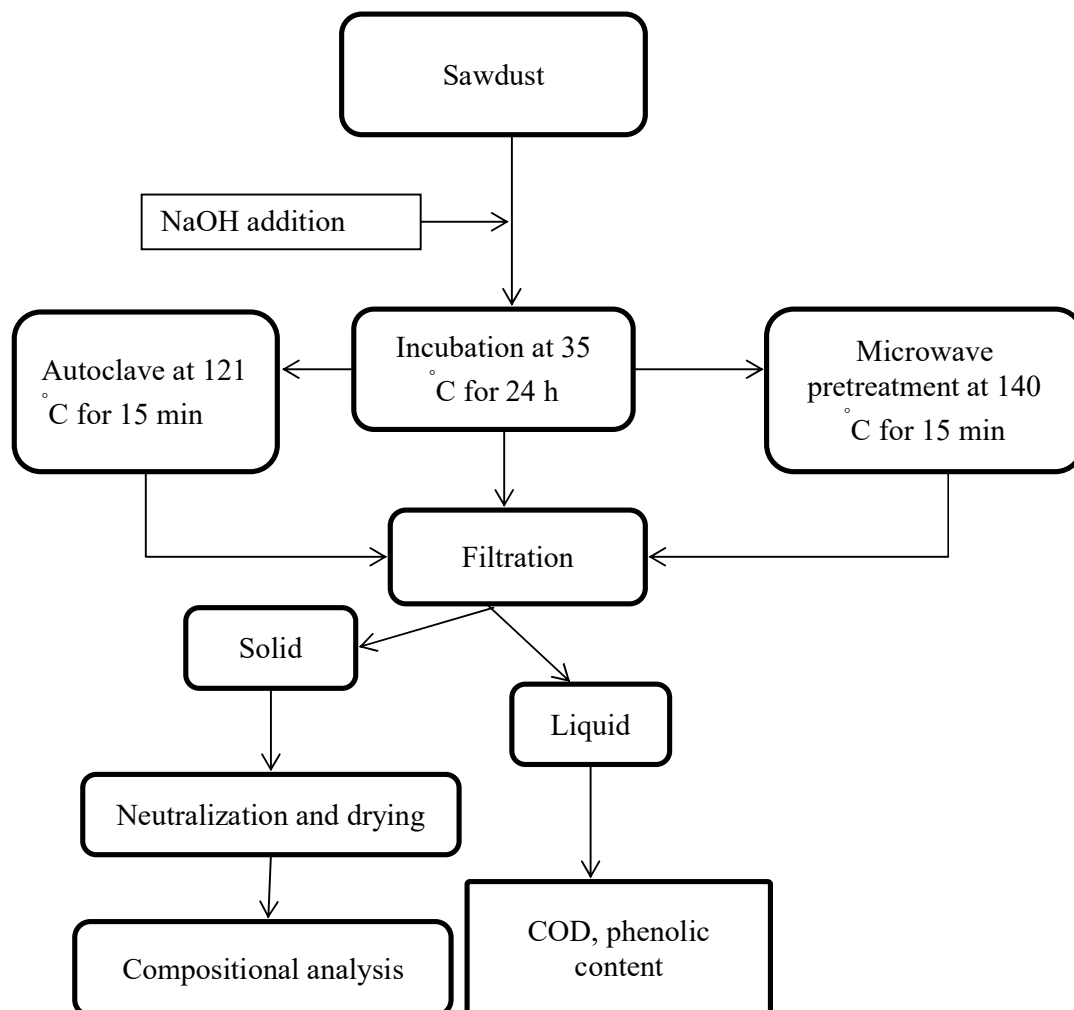 Sawdust
NaOH addition
Autoclave at 121
°C for 15 min
Incubation at 35
°C for 24 h
Microwave
pretreatment at 140
°C for 15 min
Filtration
Solid
Liquid
Neutralization and drying
Compositional analysis
COD, phenolic
content